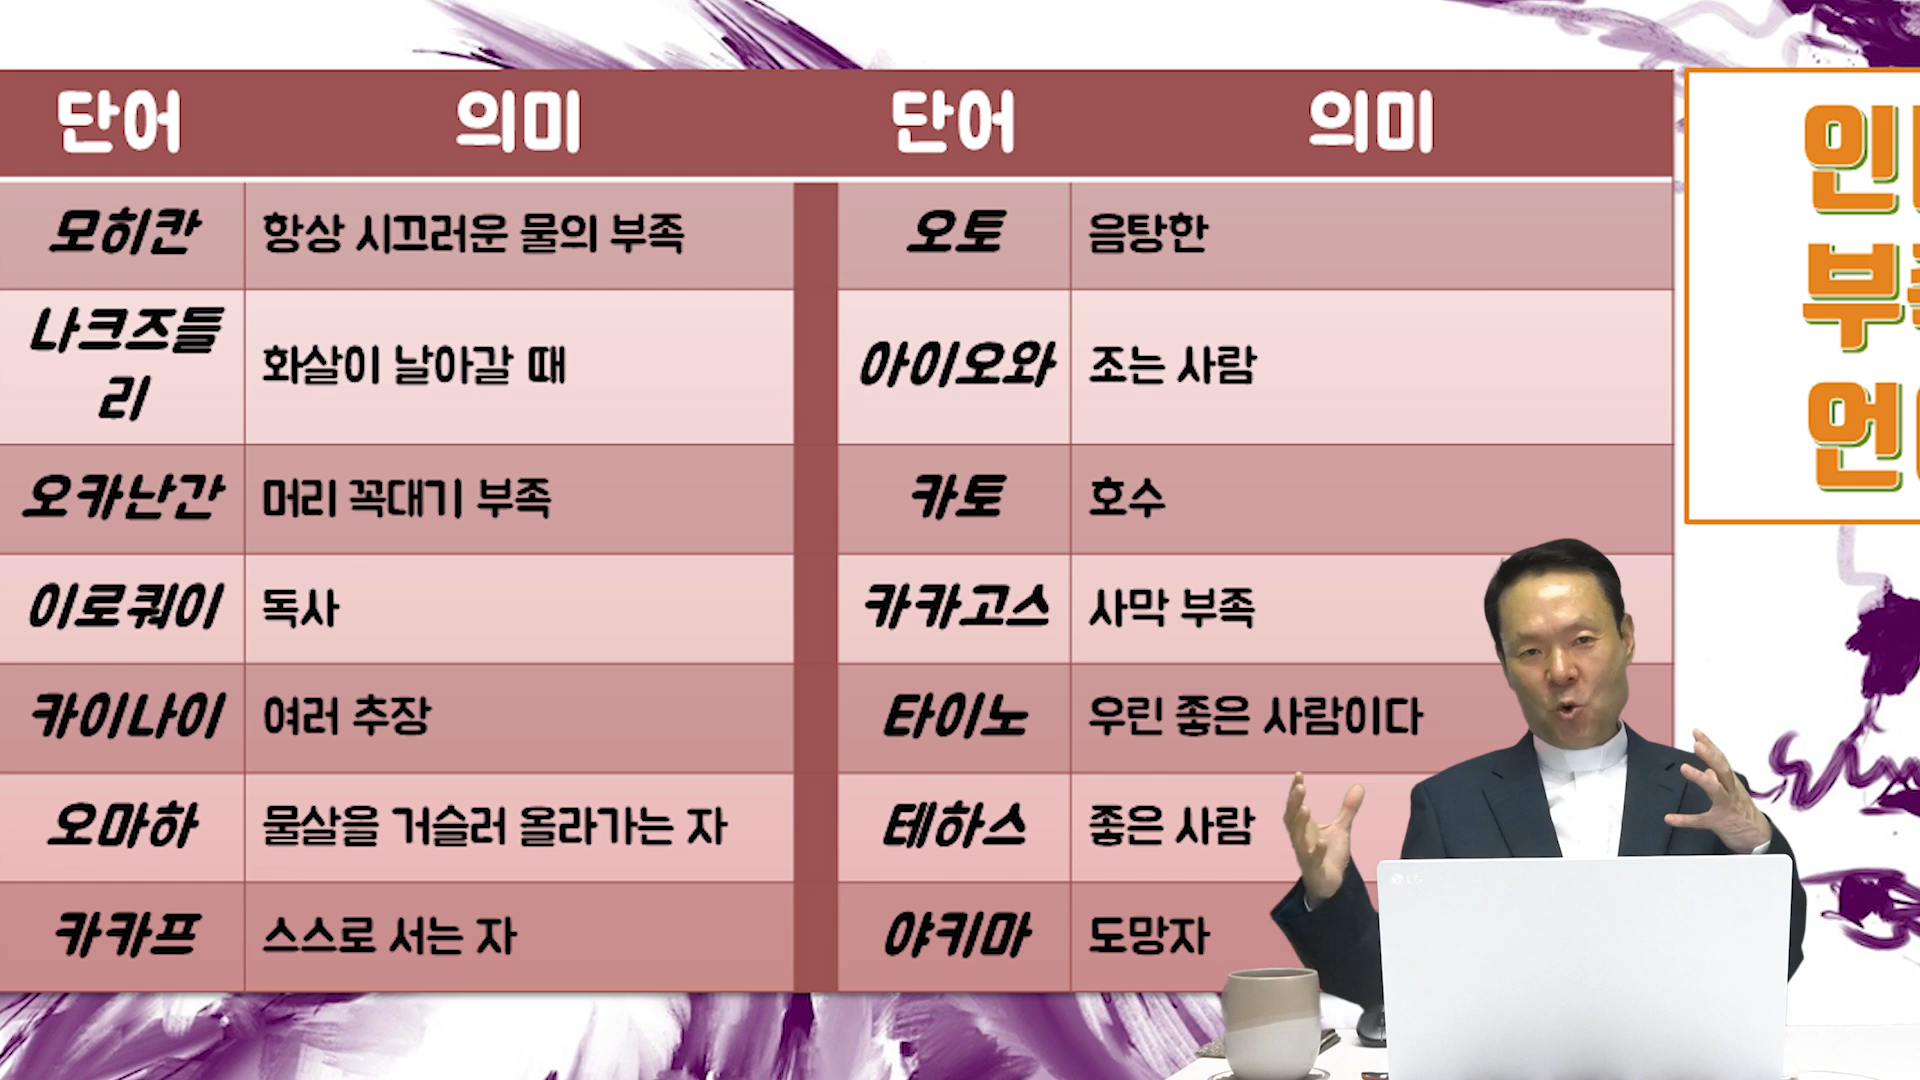 단어 의미 단어 의미
모히칸 항상 시끄러운 물의 부족 오토 음탕한
나크즈들
리 화살이 날아갈 때 아이오와 조는 사람
오카난간 머리 꼭대기 부족 카토 호수
이로쿼이 독사 카카고스 사막 부족
카이나이 여러 추장 타이노 우린 좋은 사람이다
오마하 물살을 거슬러 올라가는 자 테하스 좋은 사람
카카프 스스로 서는 자 야키마 도망자
인
부
언
LG